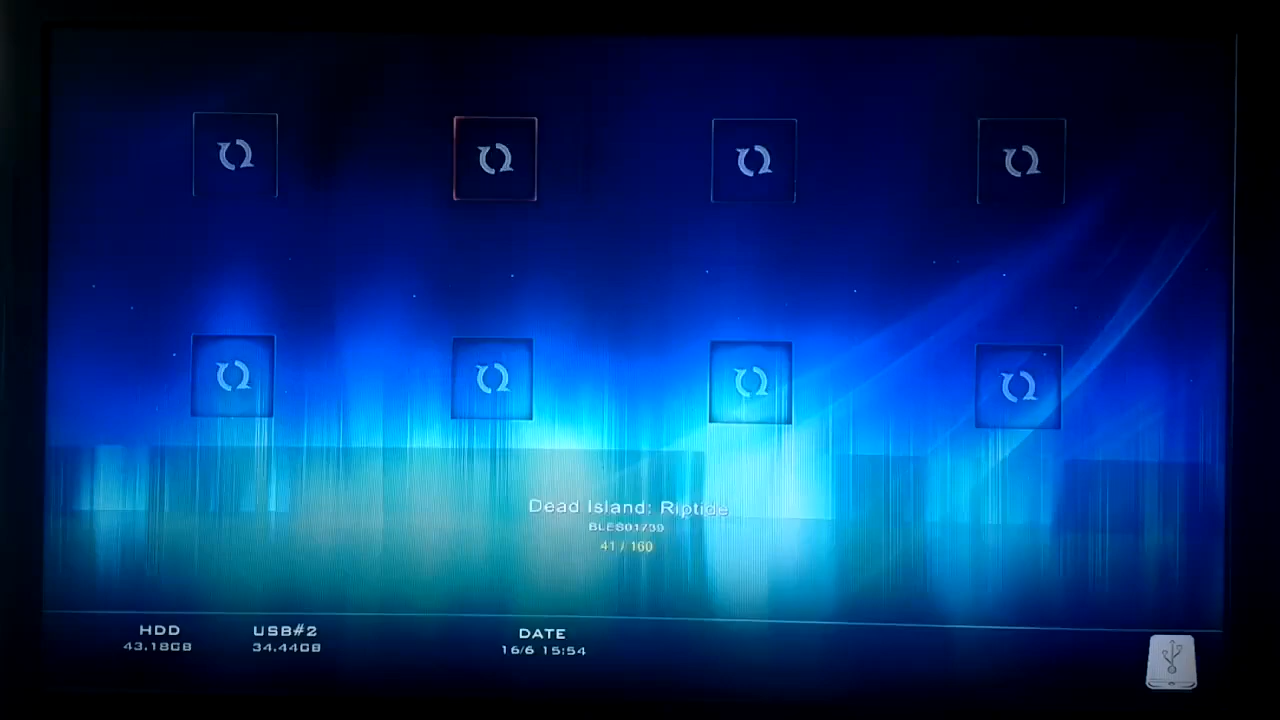 Dead Island: Riptide
BLES01739
41 / 160
HDD
43.18GB
USB#2
34.44GB
DATE
16/6 15:54